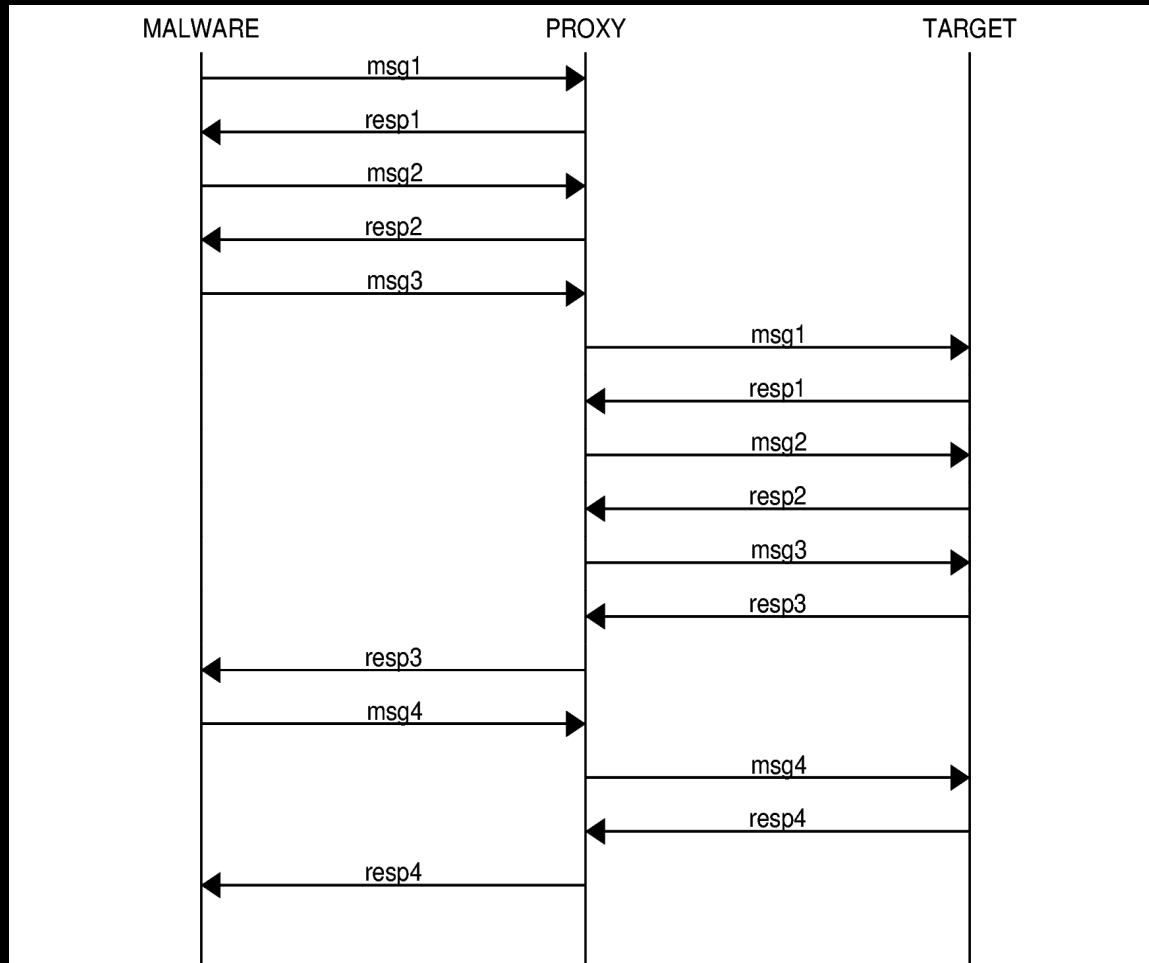 MALWARE PROXY TARGET
msg1
resp1
msg2
resp2
msg3
msg1
resp1
msg2
resp2
msg3
resp3
resp3
msg4
msg4
resp4
resp4